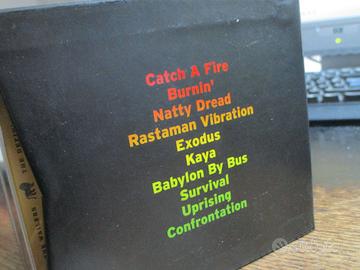 Catch A Fire
Burnin'
Natty Dread
Rastaman Vibration
Exodus
Kaya
Babylon By Bus
Survival
Uprising
Confrontation